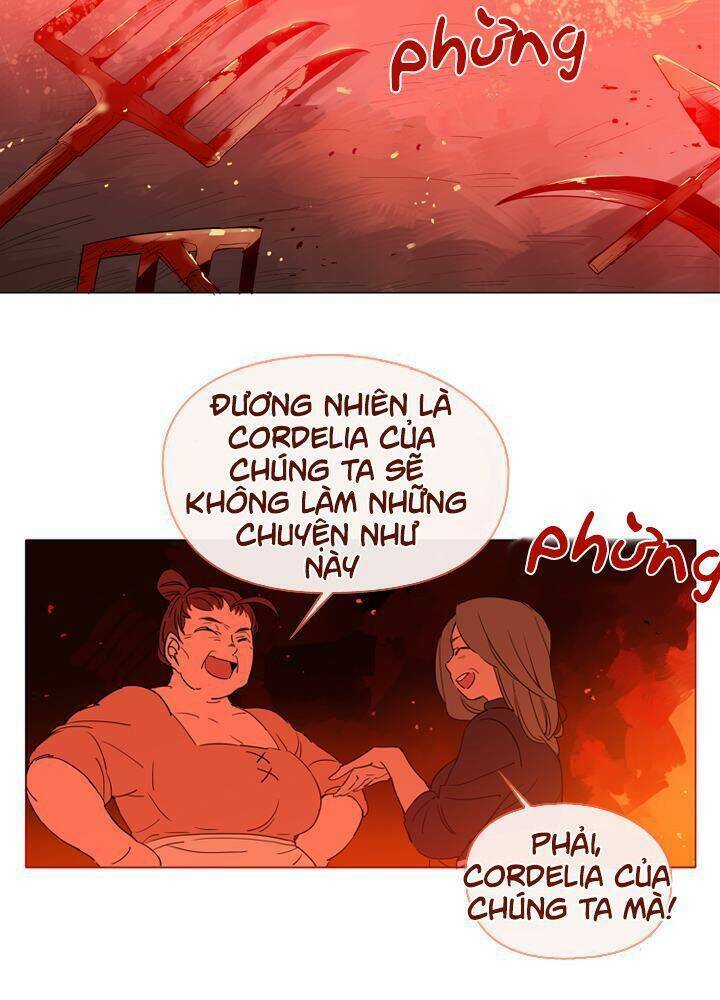 phừng
ĐƯƠNG NHIÊN LÀ
CORDELIA CỦA
CHÚNG TA SẼ
KHÔNG LÀM NHỮNG
CHUYỆN NHƯ
NÀY
phừng
PHẢI,
CORDELIA CỦA
CHÚNG TA MÀ!